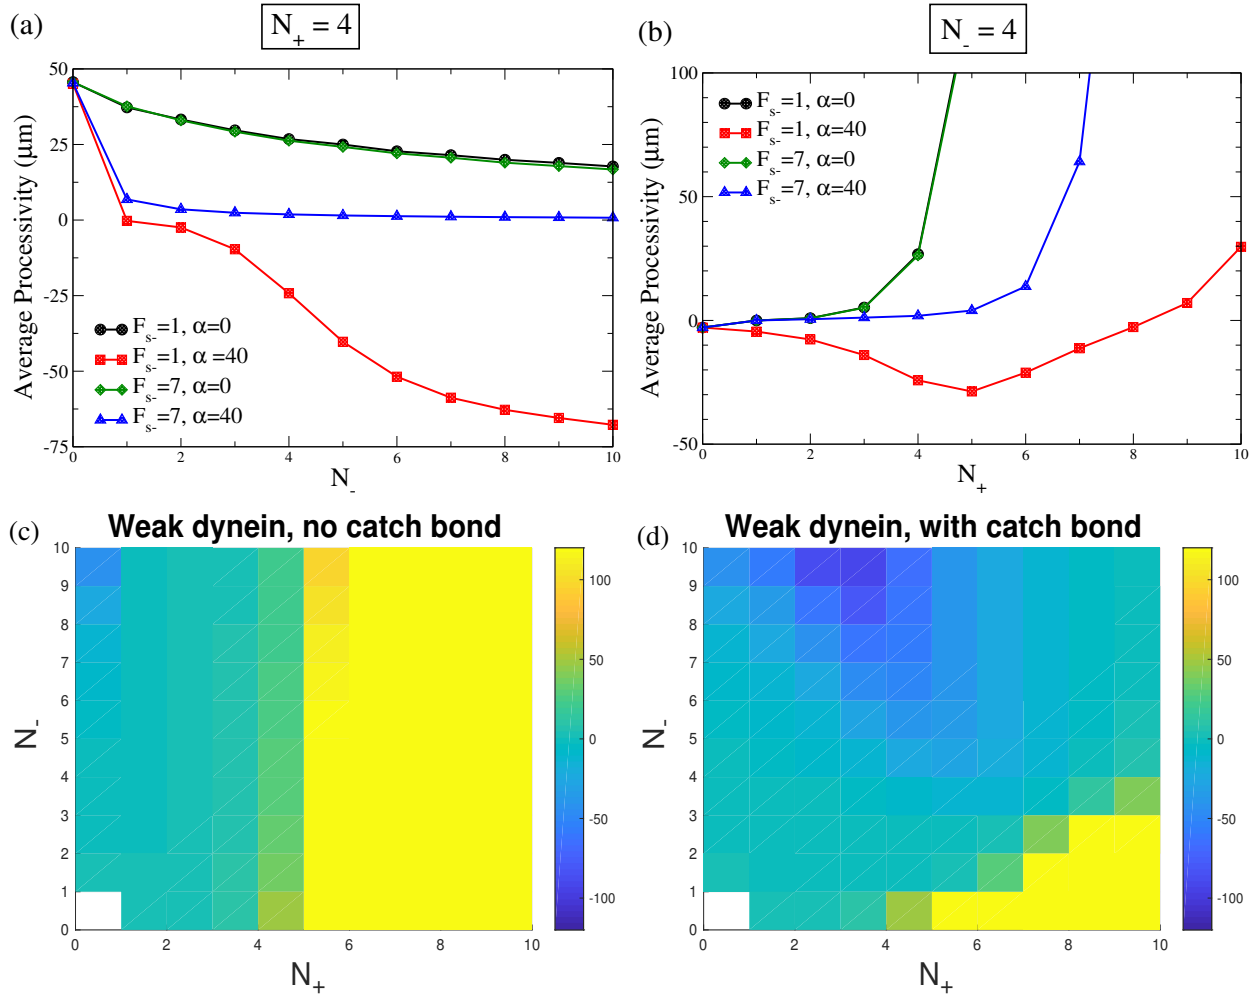 (a)
N+ = 4
Average Processivity (μm)
50
25
0
-25
-50
-75
Fs-=1, α=0
Fs-=1, α=40
Fs-=7, α=0
Fs-=7, α=40
0 2 4 6 8 10
N-
(b)
N- = 4
Average Processivity (μm)
100
50
0
-50
Fs-=1, α=0
Fs-=1, α=40
Fs-=7, α=0
Fs-=7, α=40
0 2 4 6 8 10
N+
(c)
Weak dynein, no catch bond
N-
10
9
8
7
6
5
4
3
2
1
0
0 2 4 6 8 10
N+
100
50
0
-50
-100
(d)
Weak dynein, with catch bond
N-
10
9
8
7
6
5
4
3
2
1
0
0 2 4 6 8 10
N+
100
50
0
-50
-100